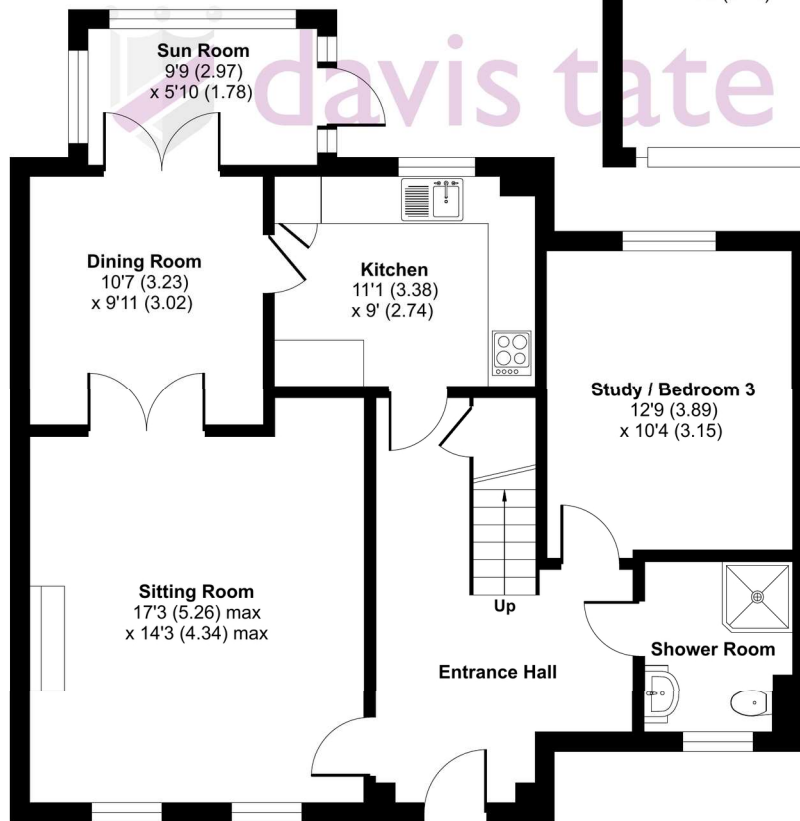 davis tate
Sun Room
9'9 (2.97)
x 5'10 (1.78)
Dining Room
10'7 (3.23)
x 9'11 (3.02)
Kitchen
11'1 (3.38)
x 9' (2.74)
Study / Bedroom 3
12'9 (3.89)
x 10'4 (3.15)
Sitting Room
17'3 (5.26) max
x 14'3 (4.34) max
Up
Entrance Hall
Shower Room